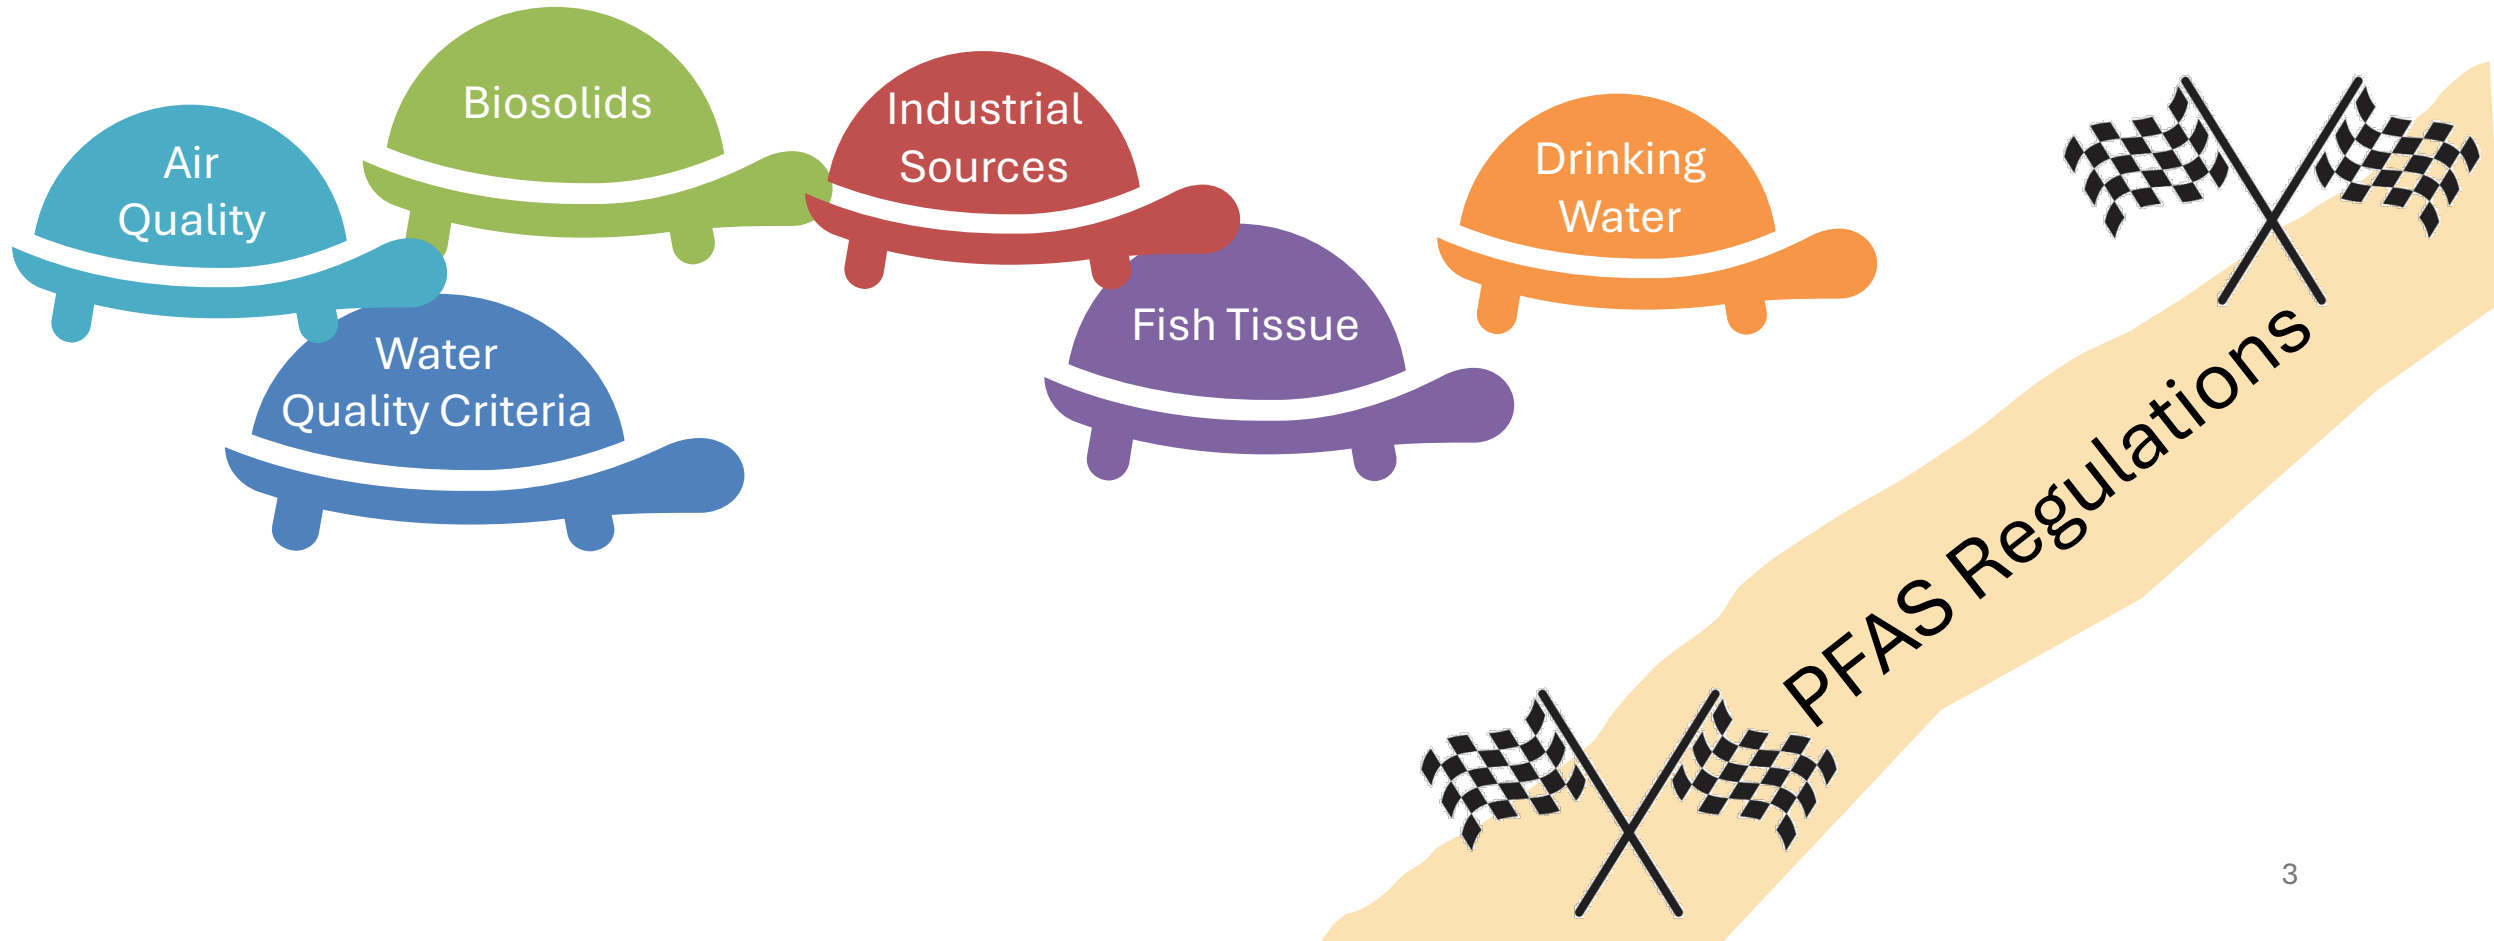 Air
Quality
Biosolids
Industrial
Sources
Drinking
Water
Water
Quality Criteria
Fish Tissue
PFAS Regulations
3